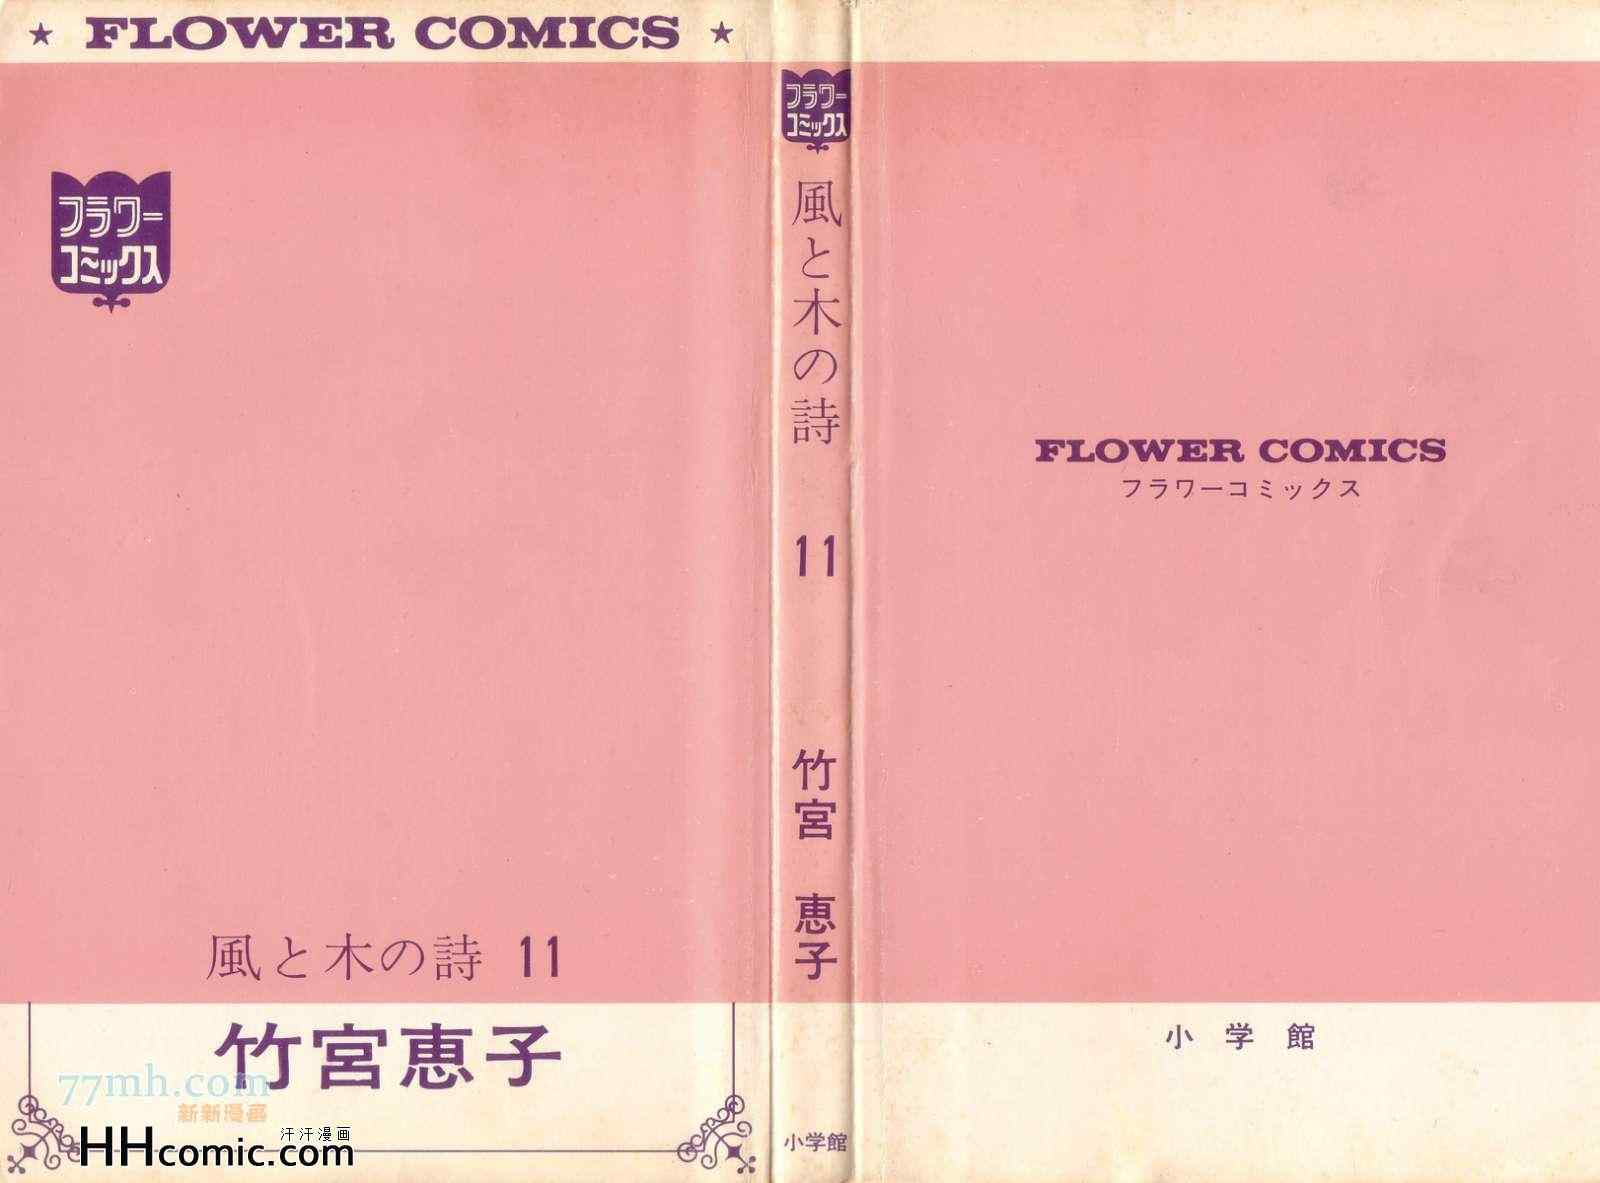 ★ FLOWER COMICS ★
フラワー
コミックス
風と木の詩 11
竹宮恵子
77mh.com
新新漫画
汗汗漫画
HHcomic.com
フラワー
コミックス
風と木の詩
11
竹宮 恵子
小学館
FLOWER COMICS
フラワーコミックス
小学館